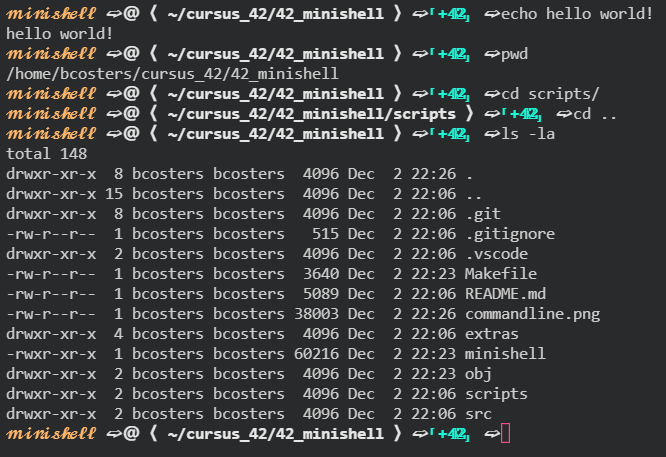 𝓶𝓲𝓷𝓲𝓼𝓱𝓮𝓵𝓵 ➫@ ❬ ~/cursus_42/42_minishell ❭ ➫⸢+42⸥ ➫echo hello world!
hello world!
𝓶𝓲𝓷𝓲𝓼𝓱𝓮𝓵𝓵 ➫@ ❬ ~/cursus_42/42_minishell ❭ ➫⸢+42⸥ ➫pwd
/home/bcosters/cursus_42/42_minishell
𝓶𝓲𝓷𝓲𝓼𝓱𝓮𝓵𝓵 ➫@ ❬ ~/cursus_42/42_minishell ❭ ➫⸢+42⸥ ➫cd scripts/
𝓶𝓲𝓷𝓲𝓼𝓱𝓮𝓵𝓵 ➫@ ❬ ~/cursus_42/42_minishell/scripts ❭ ➫⸢+42⸥ ➫cd ..
𝓶𝓲𝓷𝓲𝓼𝓱𝓮𝓵𝓵 ➫@ ❬ ~/cursus_42/42_minishell ❭ ➫⸢+42⸥ ➫ls -la
total 148
drwxr-xr-x  8 bcosters bcosters  4096 Dec  2 22:26 .
drwxr-xr-x 15 bcosters bcosters  4096 Dec  2 22:06 ..
drwxr-xr-x  8 bcosters bcosters  4096 Dec  2 22:06 .git
-rw-r--r--  1 bcosters bcosters   515 Dec  2 22:06 .gitignore
drwxr-xr-x  2 bcosters bcosters  4096 Dec  2 22:06 .vscode
-rw-r--r--  1 bcosters bcosters  3640 Dec  2 22:23 Makefile
-rw-r--r--  1 bcosters bcosters  5089 Dec  2 22:06 README.md
-rw-r--r--  1 bcosters bcosters 38003 Dec  2 22:26 commandline.png
drwxr-xr-x  4 bcosters bcosters  4096 Dec  2 22:06 extras
-rwxr-xr-x  1 bcosters bcosters 60216 Dec  2 22:23 minishell
drwxr-xr-x  2 bcosters bcosters  4096 Dec  2 22:23 obj
drwxr-xr-x  2 bcosters bcosters  4096 Dec  2 22:06 scripts
drwxr-xr-x  2 bcosters bcosters  4096 Dec  2 22:06 src
𝓶𝓲𝓷𝓲𝓼𝓱𝓮𝓵𝓵 ➫@ ❬ ~/cursus_42/42_minishell ❭ ➫⸢+42⸥ ➫